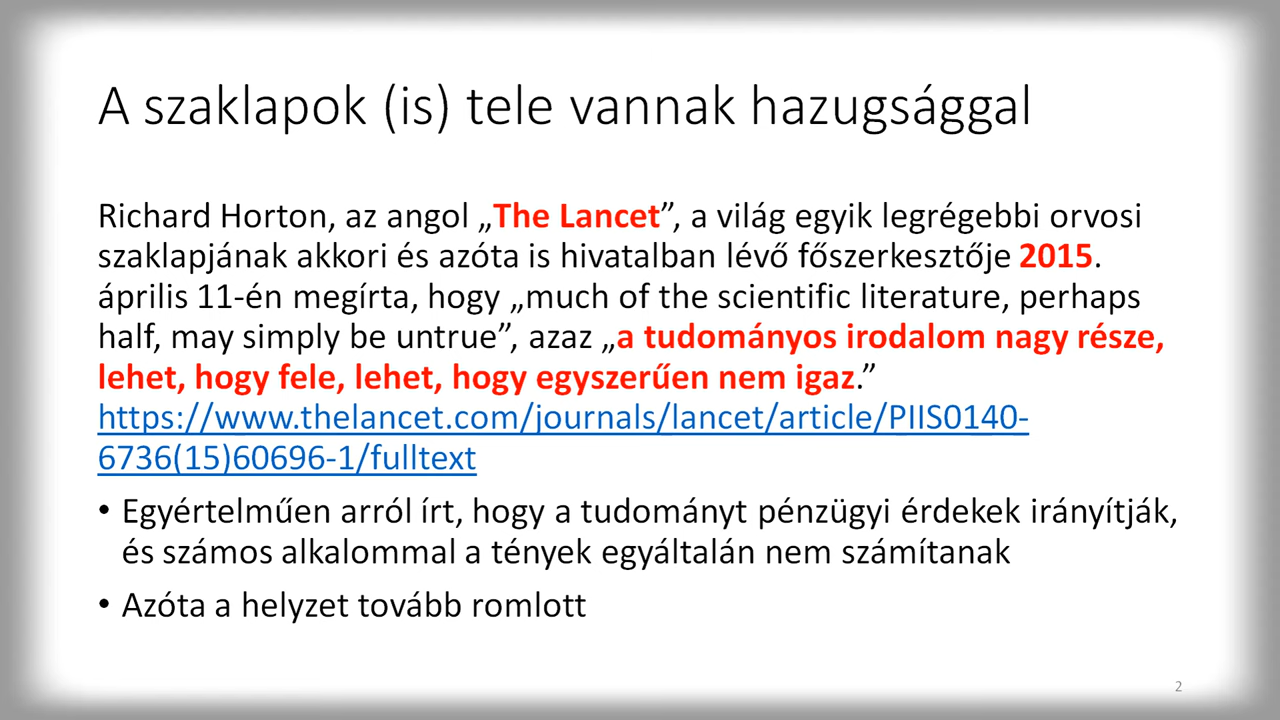 A szaklapok (is) tele vannak hazugsággal
Richard Horton, az angol „The Lancet”, a világ egyik legrégebbi orvosi
szaklapjának akkori és azóta is hivatalban lévő főszerkesztője 2015.
április 11-én megírta, hogy „much of the scientific literature, perhaps
half, may simply be untrue”, azaz „a tudományos irodalom nagy része,
lehet, hogy fele, lehet, hogy egyszerűen nem igaz.”
https://www.thelancet.com/journals/lancet/article/PIIS0140-
6736(15)60696-1/fulltext
• Egyértelműen arról írt, hogy a tudományt pénzügyi érdekek irányítják,
és számos alkalommal a tények egyáltalán nem számítanak
• Azóta a helyzet tovább romlott
2